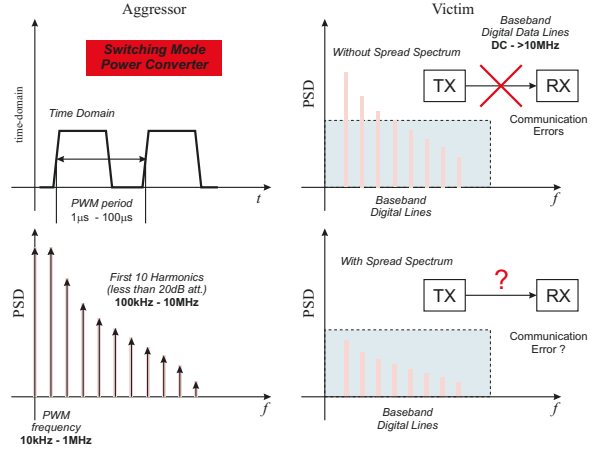 Aggressor
Victim
time-domain
Switching Mode
Power Converter
Time Domain
PWM period
1μs - 100μs
t
PSD
Without Spread Spectrum
Baseband
Digital Data Lines
DC - >10MHz
TX
RX
Communication
Errors
Baseband
Digital Lines
f
PSD
First 10 Harmonics
(less than 20dB att.)
100kHz - 10MHz
PWM
frequency
10kHz - 1MHz
f
PSD
With Spread Spectrum
?
TX
RX
Communication
Error ?
Baseband
Digital Lines
f